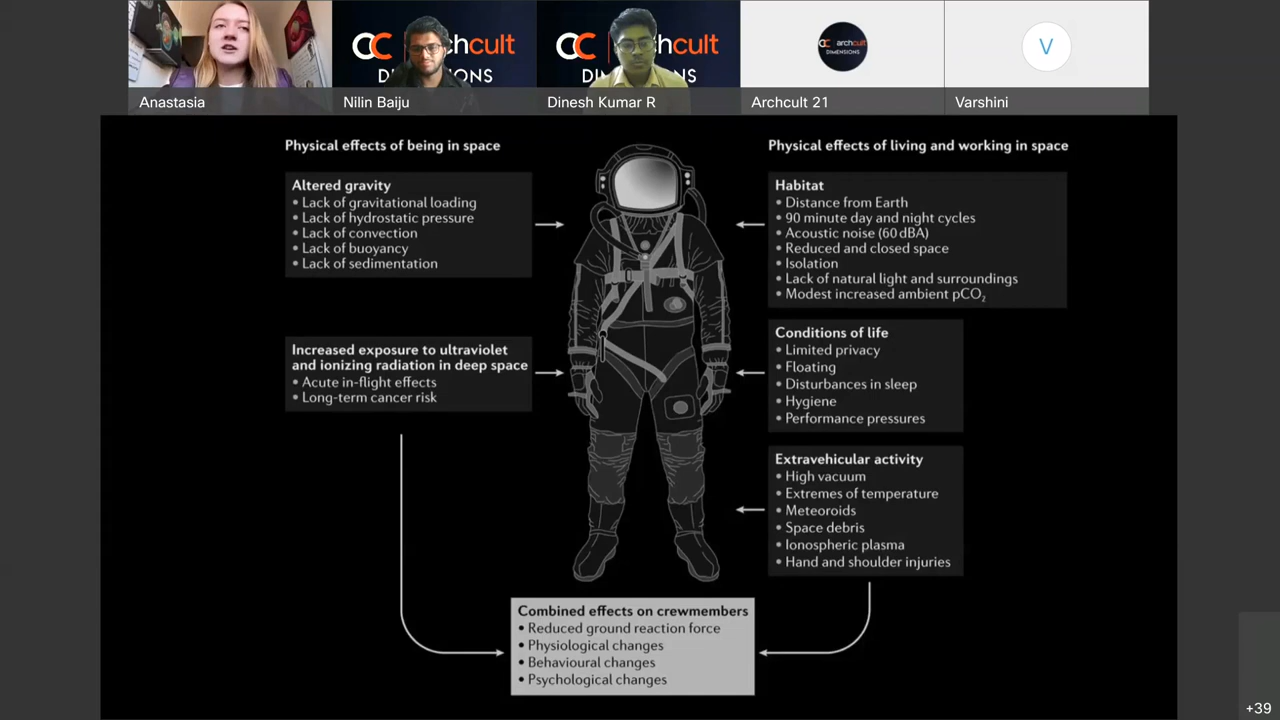 archcult
DIMENSIONS
Anastasia
Nilin Baiju
Dinesh Kumar R
Archcult 21
V
Varshini
Physical effects of being in space
Altered gravity
• Lack of gravitational loading
• Lack of hydrostatic pressure
• Lack of convection
• Lack of buoyancy
• Lack of sedimentation
Increased exposure to ultraviolet
and ionizing radiation in deep space
• Acute in-flight effects
• Long-term cancer risk
Physical effects of living and working in space
Habitat
• Distance from Earth
• 90 minute day and night cycles
• Acoustic noise (60 dBA)
• Reduced and closed space
• Isolation
• Lack of natural light and surroundings
• Modest increased ambient pCO₂
Conditions of life
• Limited privacy
• Floating
• Disturbances in sleep
• Hygiene
• Performance pressures
Extravehicular activity
• High vacuum
• Extremes of temperature
• Meteoroids
• Space debris
• Ionospheric plasma
• Hand and shoulder injuries
Combined effects on crewmembers
• Reduced ground reaction force
• Physiological changes
• Behavioural changes
• Psychological changes
+39